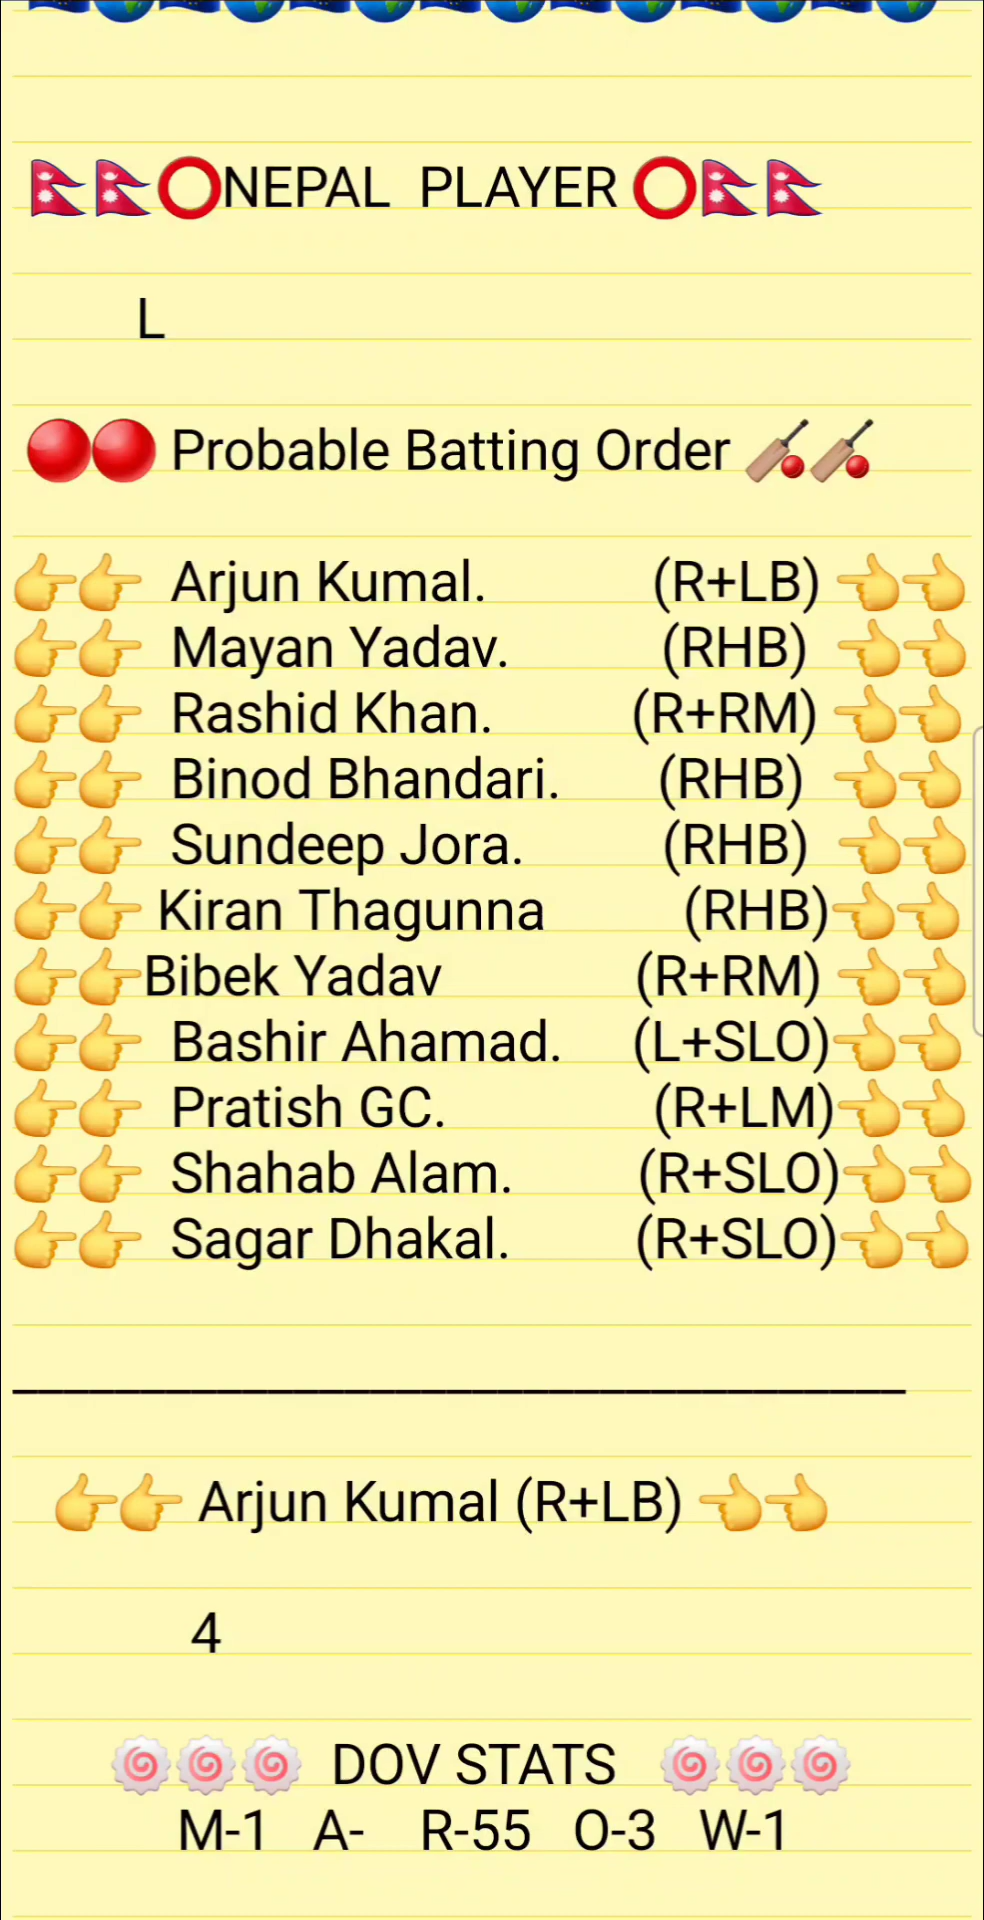 🇳🇵🇳🇵⭕NEPAL PLAYER⭕🇳🇵🇳🇵
L
🔴🔴 Probable Batting Order 🏏🏏
👉👉 Arjun Kumal. (R+LB) 👈👈
👉👉 Mayan Yadav. (RHB) 👈👈
👉👉 Rashid Khan. (R+RM) 👈👈
👉👉 Binod Bhandari. (RHB) 👈👈
👉👉 Sundeep Jora. (RHB) 👈👈
👉👉 Kiran Thagunna (RHB)👈👈
👉👉Bibek Yadav (R+RM) 👈👈
👉👉 Bashir Ahamad. (L+SLO)👈👈
👉👉 Pratish GC. (R+LM)👈👈
👉👉 Shahab Alam. (R+SLO)👈👈
👉👉 Sagar Dhakal. (R+SLO)👈👈
👉👉 Arjun Kumal (R+LB) 👈👈
4
🍥🍥🍥 DOV STATS 🍥🍥🍥
M-1 A- R-55 O-3 W-1